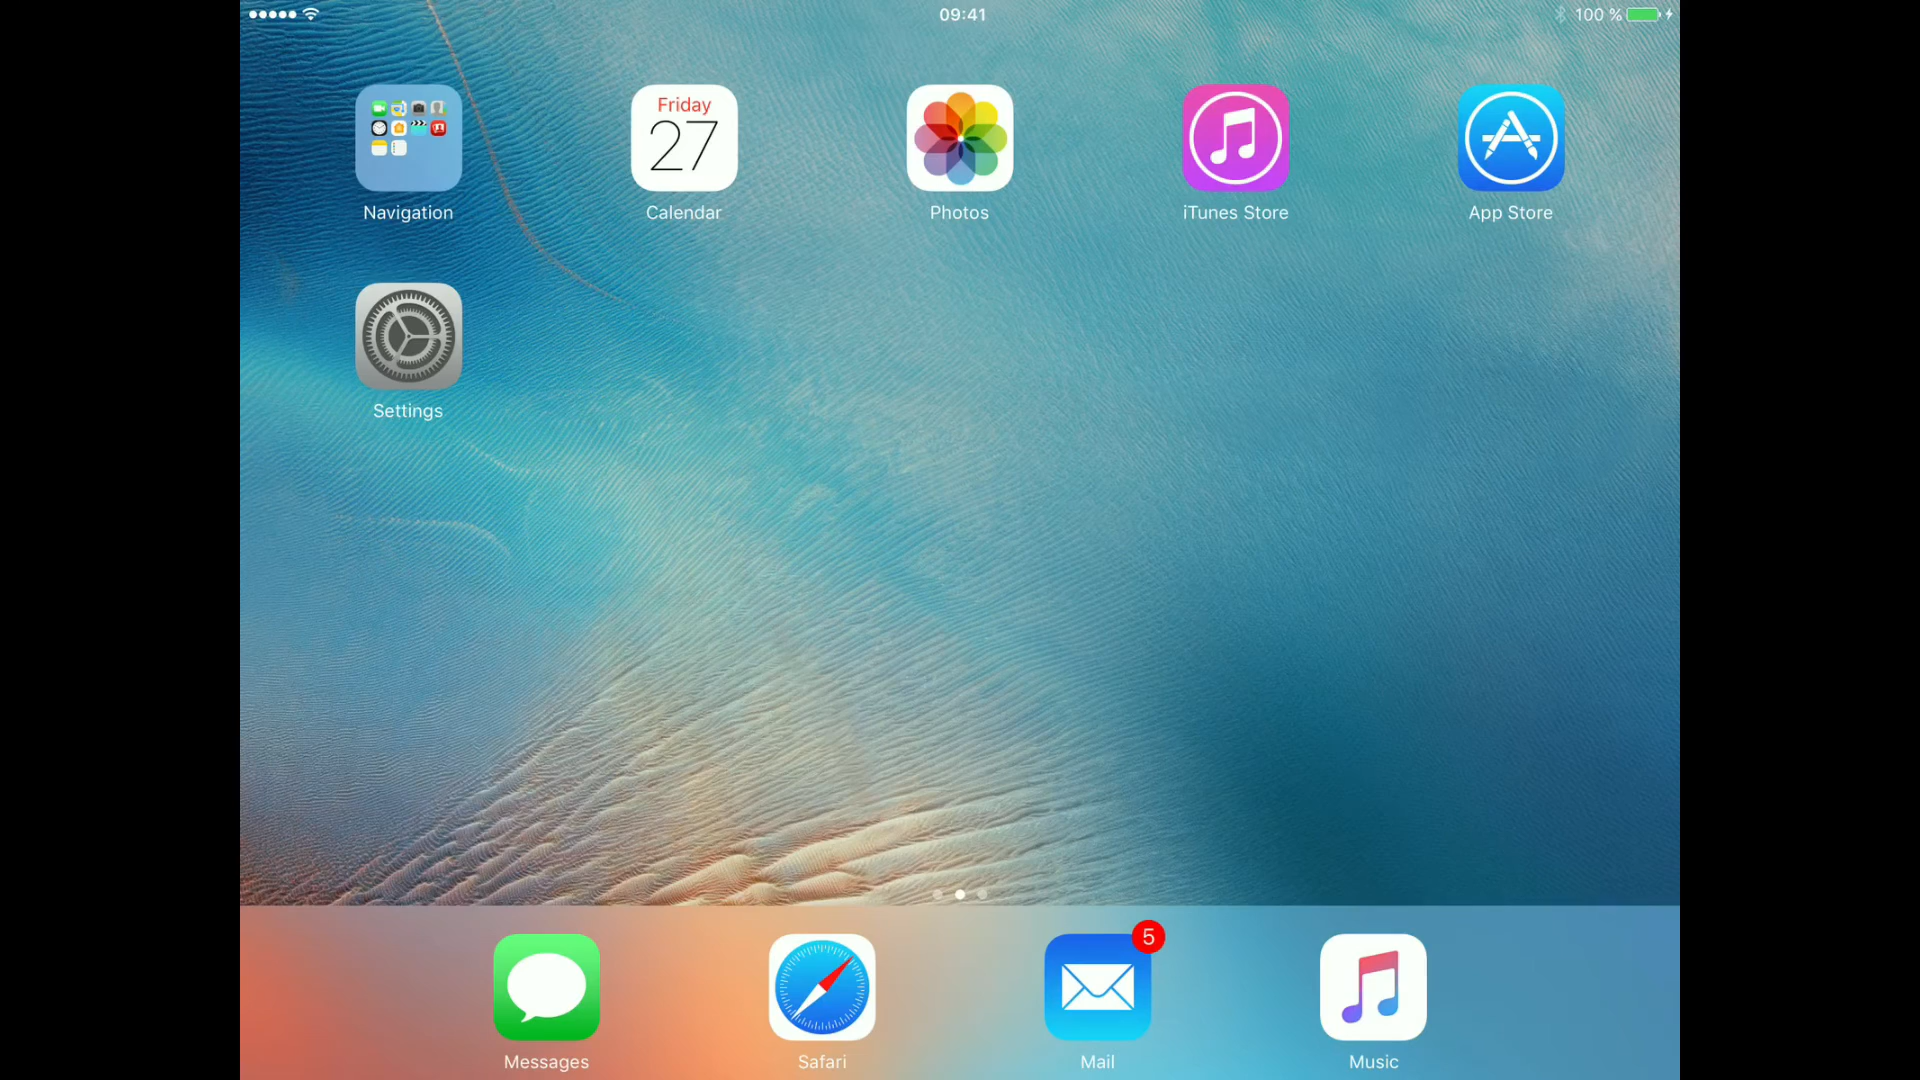 09:41
100 %
Friday
27
Navigation
Calendar
Photos
iTunes Store
App Store
Settings
5
Messages
Safari
Mail
Music